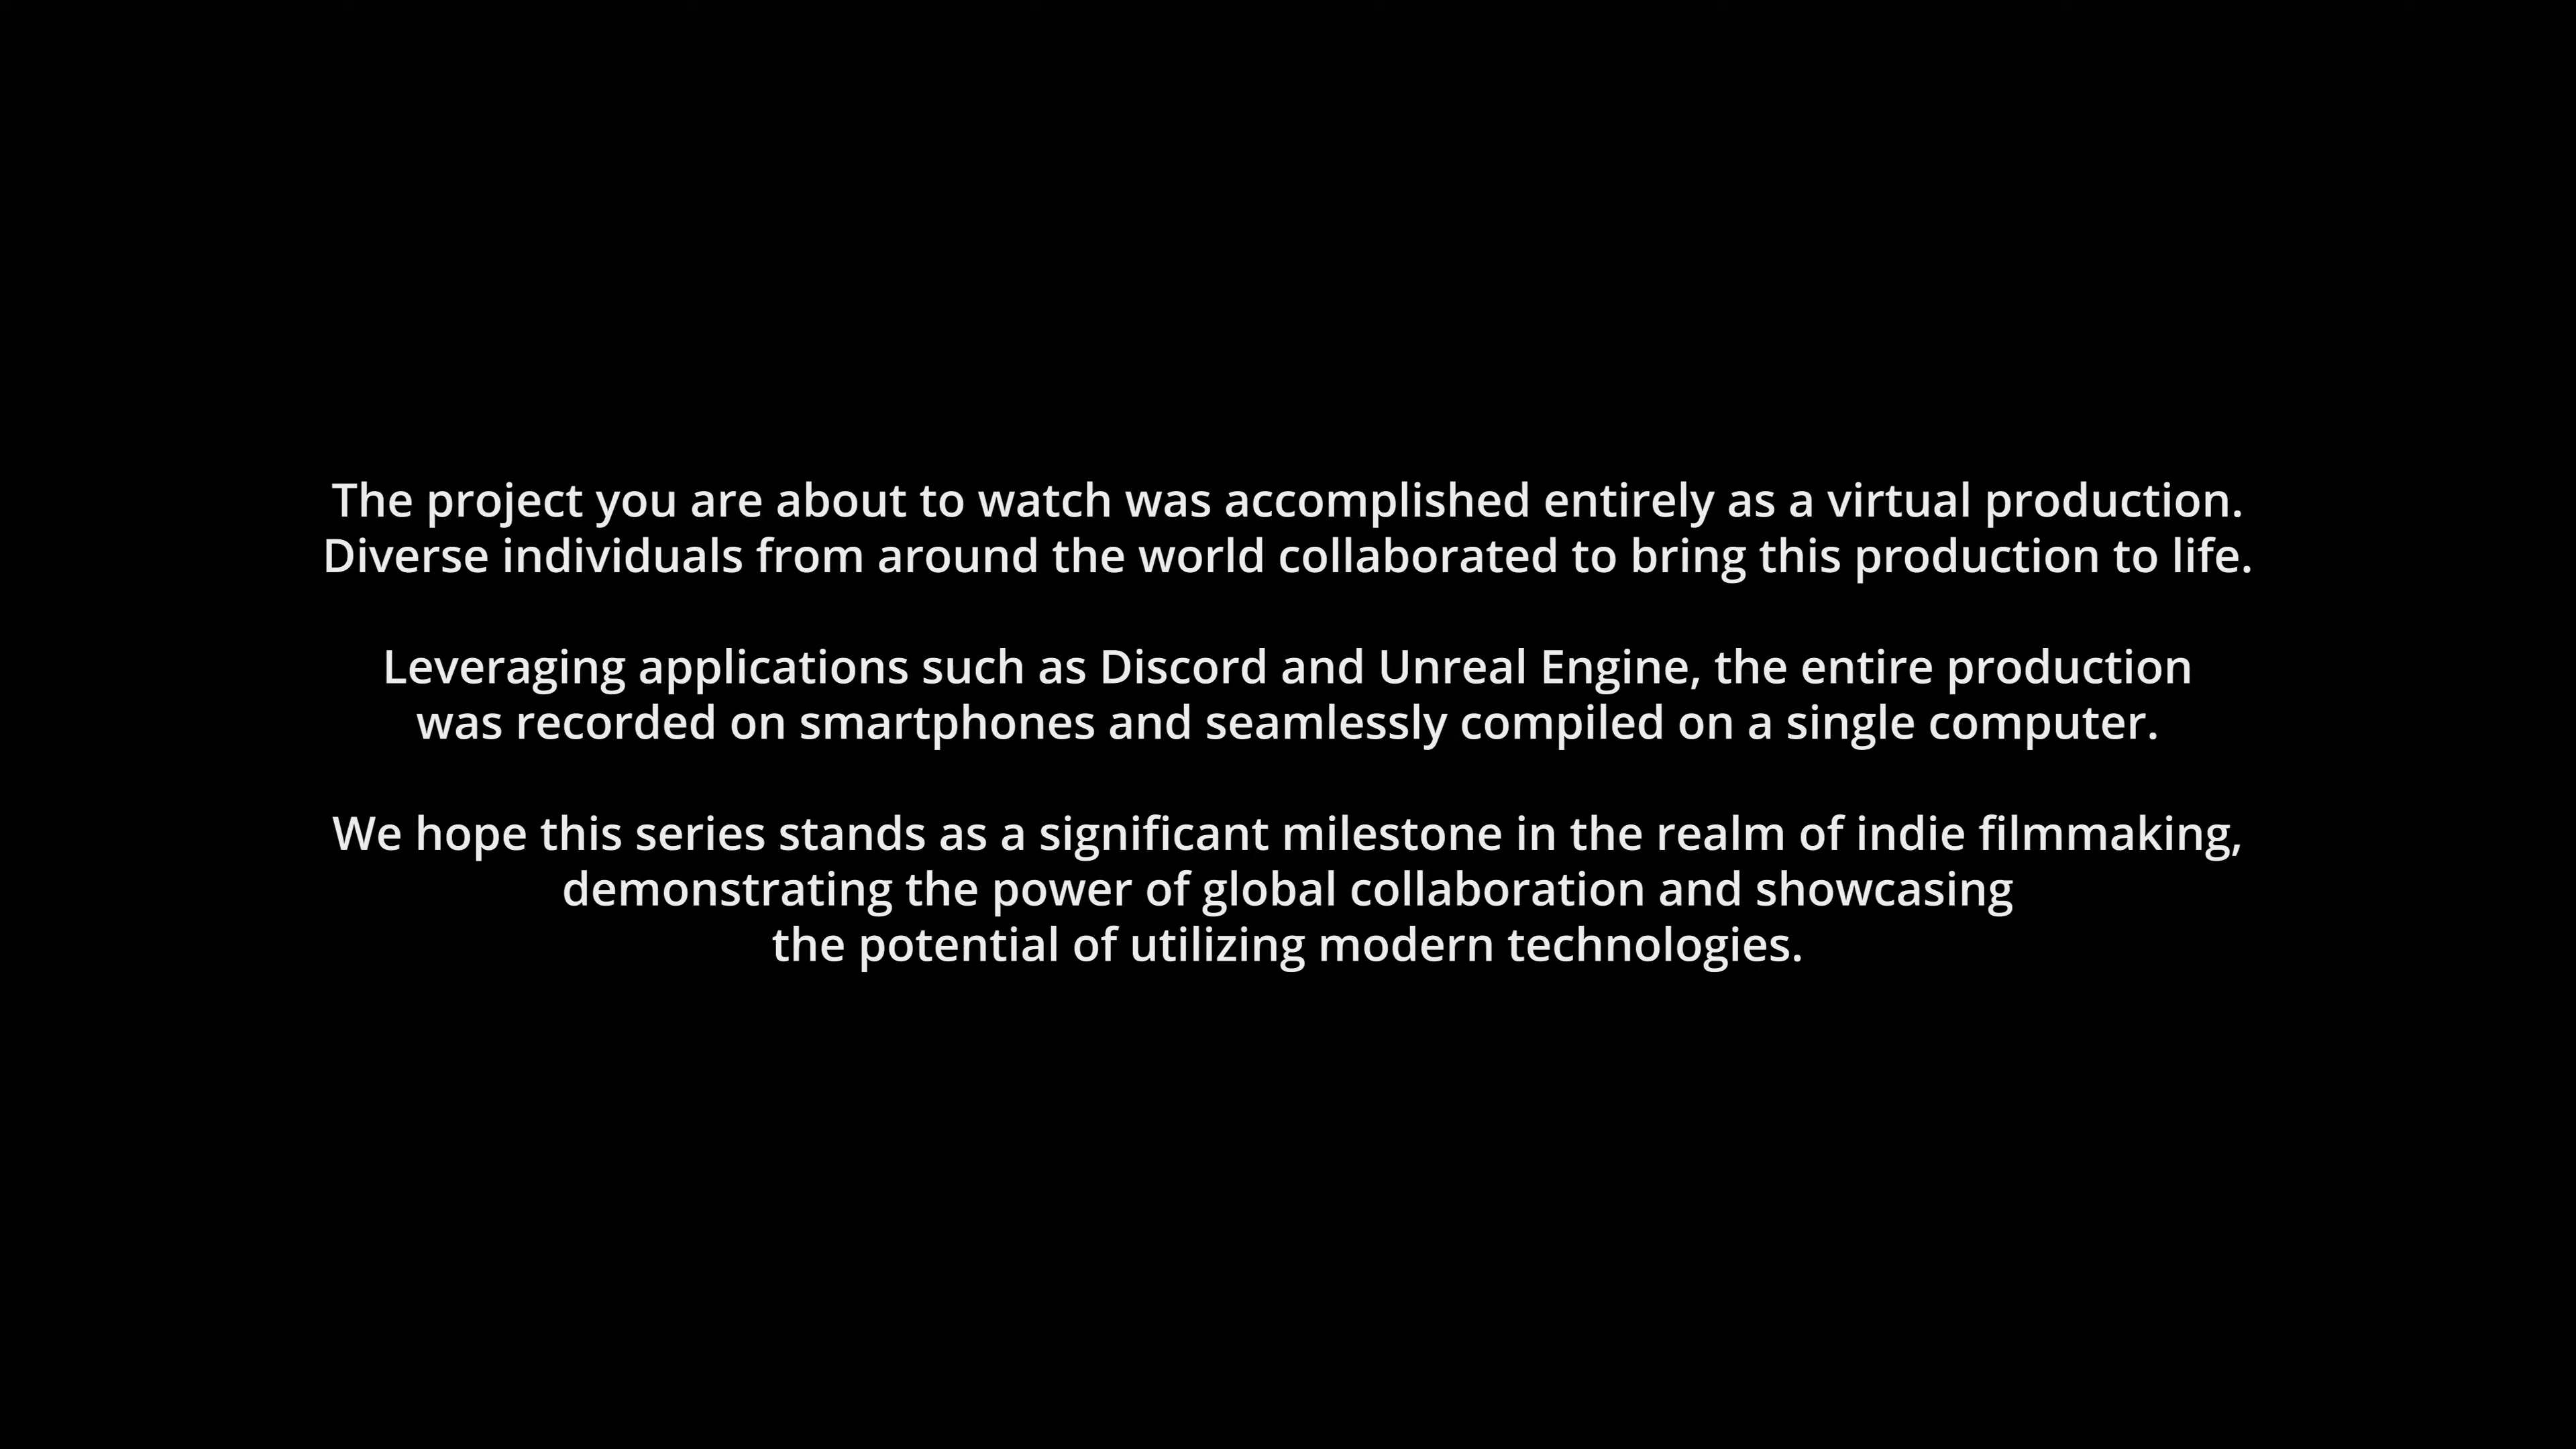 The project you are about to watch was accomplished entirely as a virtual production.
Diverse individuals from around the world collaborated to bring this production to life.
Leveraging applications such as Discord and Unreal Engine, the entire production
was recorded on smartphones and seamlessly compiled on a single computer.
We hope this series stands as a significant milestone in the realm of indie filmmaking,
demonstrating the power of global collaboration and showcasing
the potential of utilizing modern technologies.